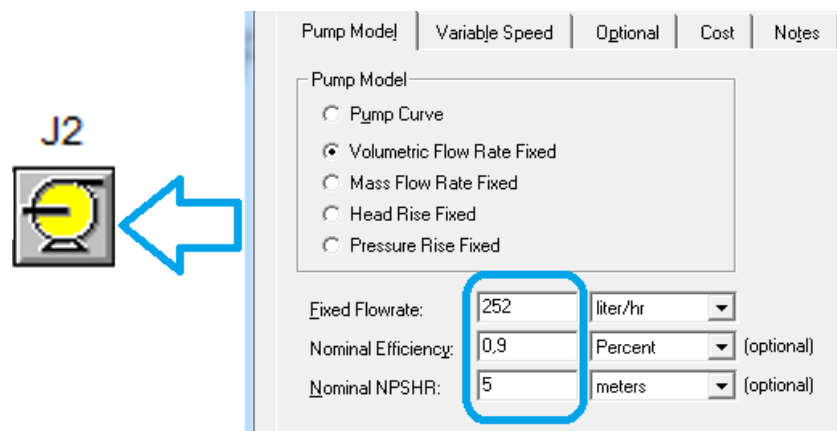 Pump Model Variable Speed Optional Cost Notes
Pump Model
J2
Pump Curve
Volumetric Flow Rate Fixed
Mass Flow Rate Fixed
Head Rise Fixed
Pressure Rise Fixed
Fixed Flowrate: 252 liter/hr
Nominal Efficiency: 0,9 Percent (optional)
Nominal NPSHR: 5 meters (optional)